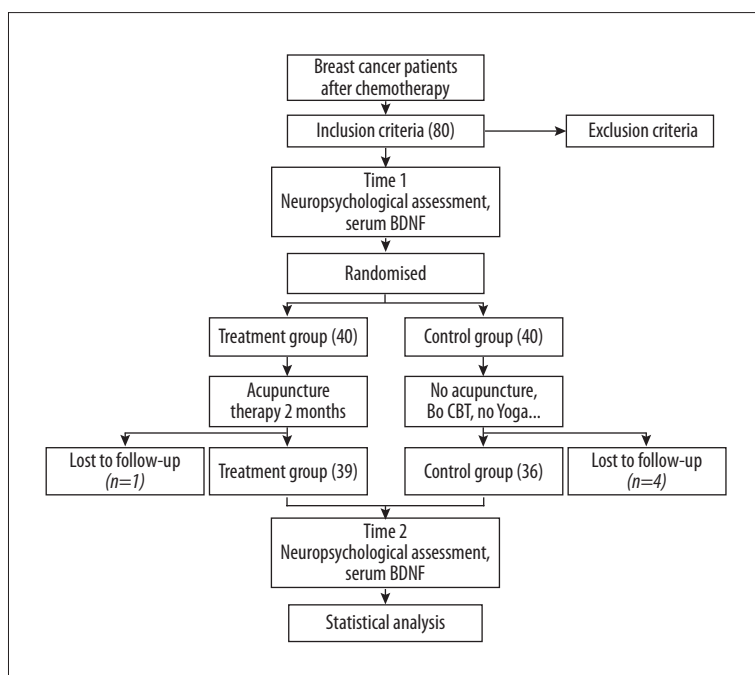 Breast cancer patients
after chemotherapy
Inclusion criteria (80)
Exclusion criteria
Time 1
Neuropsychological assessment,
serum BDNF
Randomised
Treatment group (40)
Control group (40)
Acupuncture
therapy 2 months
No acupuncture,
Bo CBT, no Yoga...
Lost to follow-up
(n=1)
Treatment group (39)
Control group (36)
Lost to follow-up
(n=4)
Time 2
Neuropsychological assessment,
serum BDNF
Statistical analysis